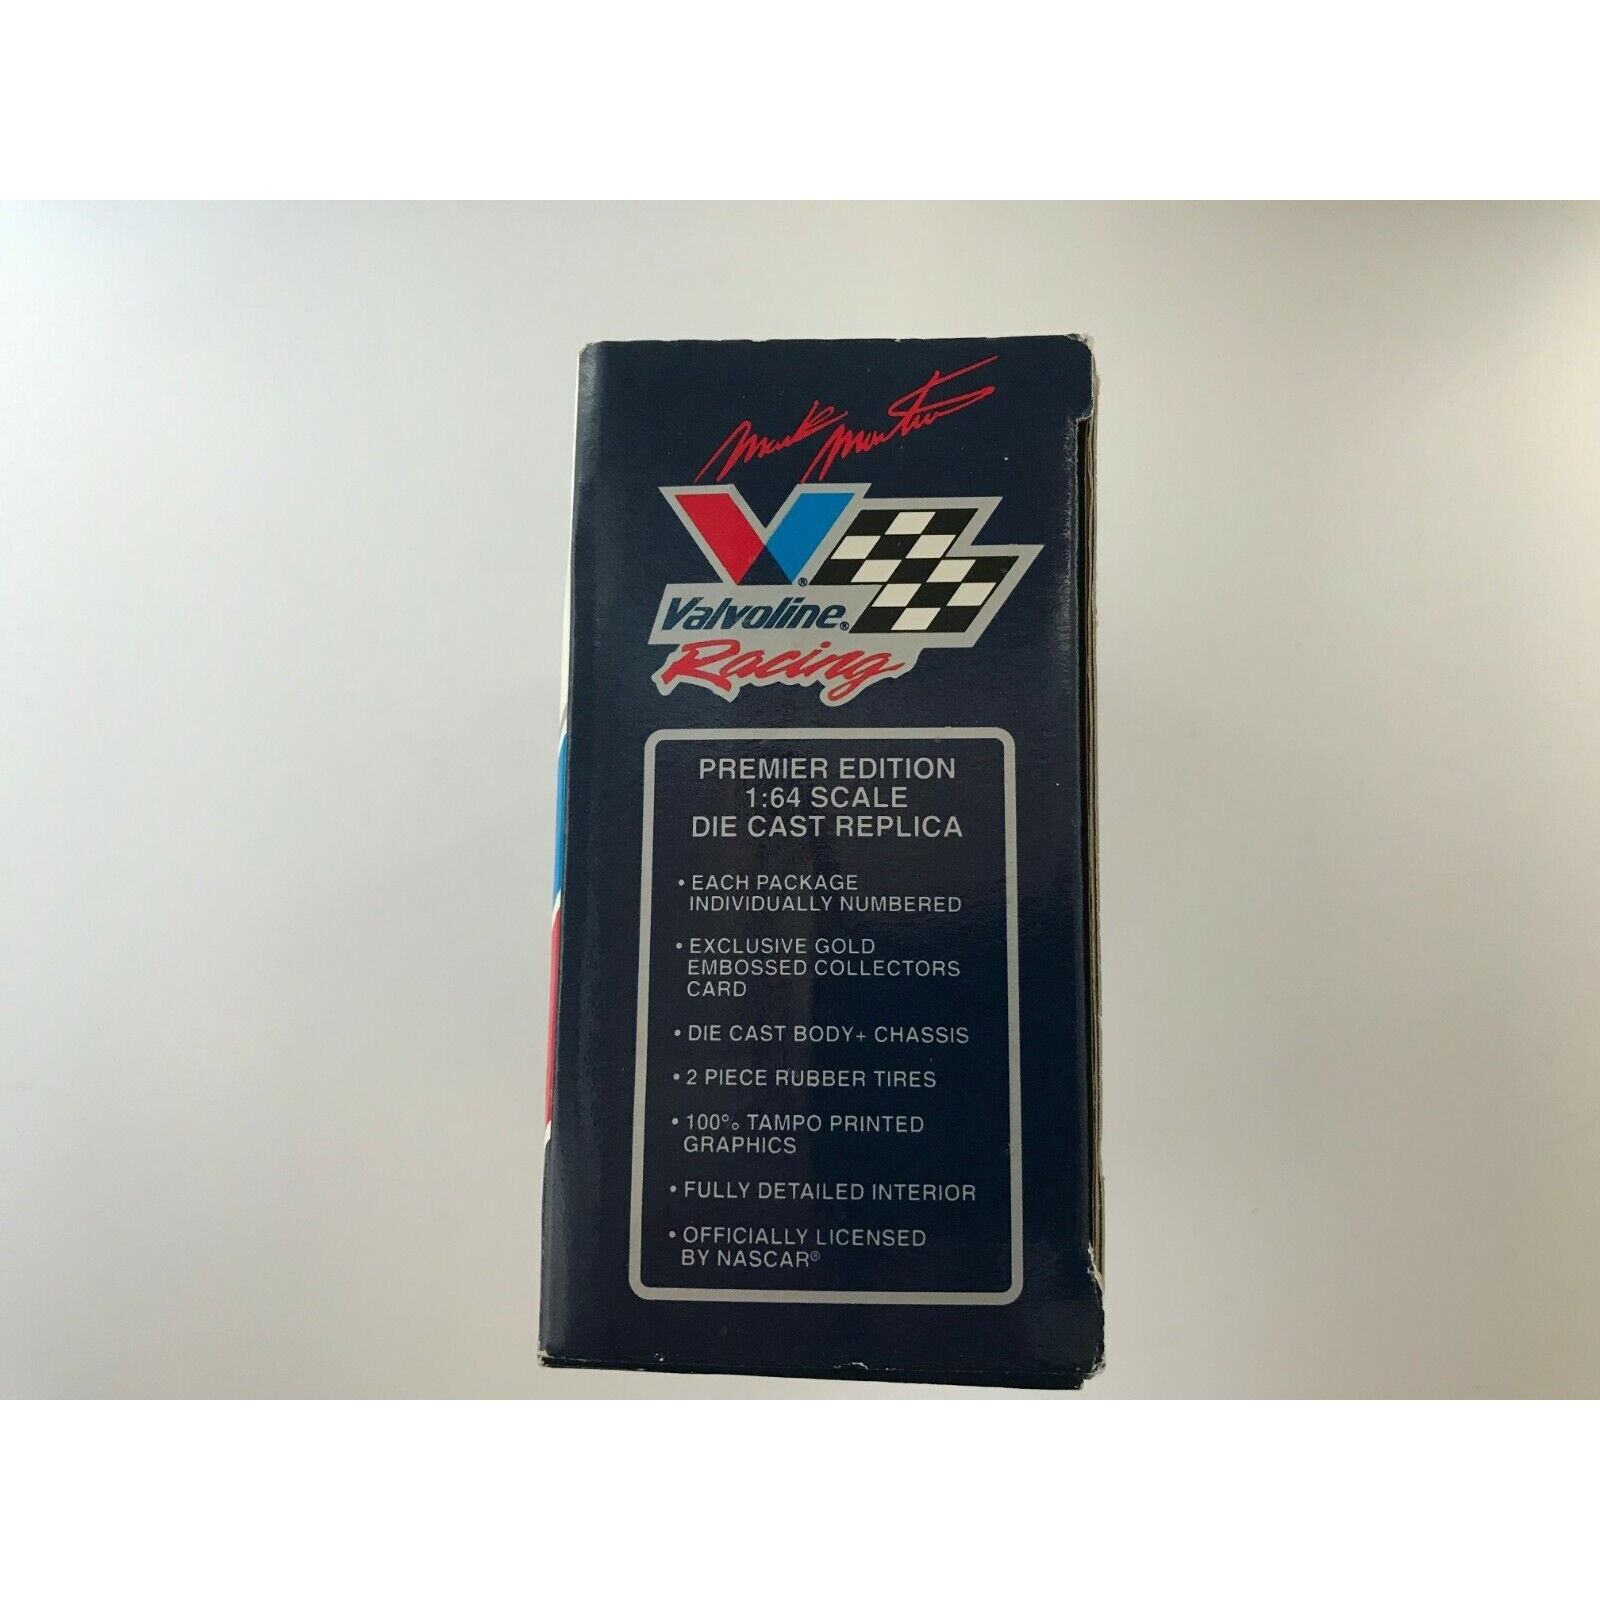 Mark Martin
V®
Valvoline®
Racing
PREMIER EDITION
1:64 SCALE
DIE CAST REPLICA
• EACH PACKAGE
INDIVIDUALLY NUMBERED
• EXCLUSIVE GOLD
EMBOSSED COLLECTORS
CARD
• DIE CAST BODY+ CHASSIS
• 2 PIECE RUBBER TIRES
• 100% TAMPO PRINTED
GRAPHICS
• FULLY DETAILED INTERIOR
• OFFICIALLY LICENSED
BY NASCAR®